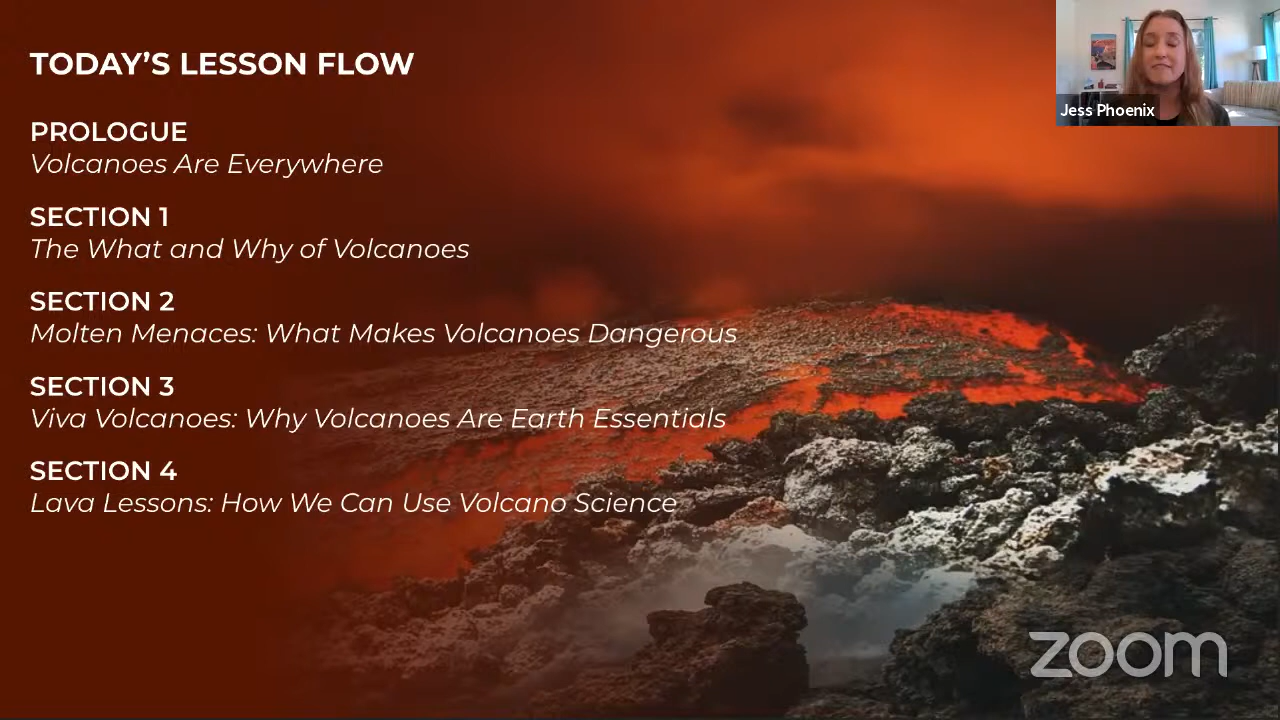 TODAY’S LESSON FLOW
PROLOGUE
Volcanoes Are Everywhere
SECTION 1
The What and Why of Volcanoes
SECTION 2
Molten Menaces: What Makes Volcanoes Dangerous
SECTION 3
Viva Volcanoes: Why Volcanoes Are Earth Essentials
SECTION 4
Lava Lessons: How We Can Use Volcano Science
Jess Phoenix
zoom